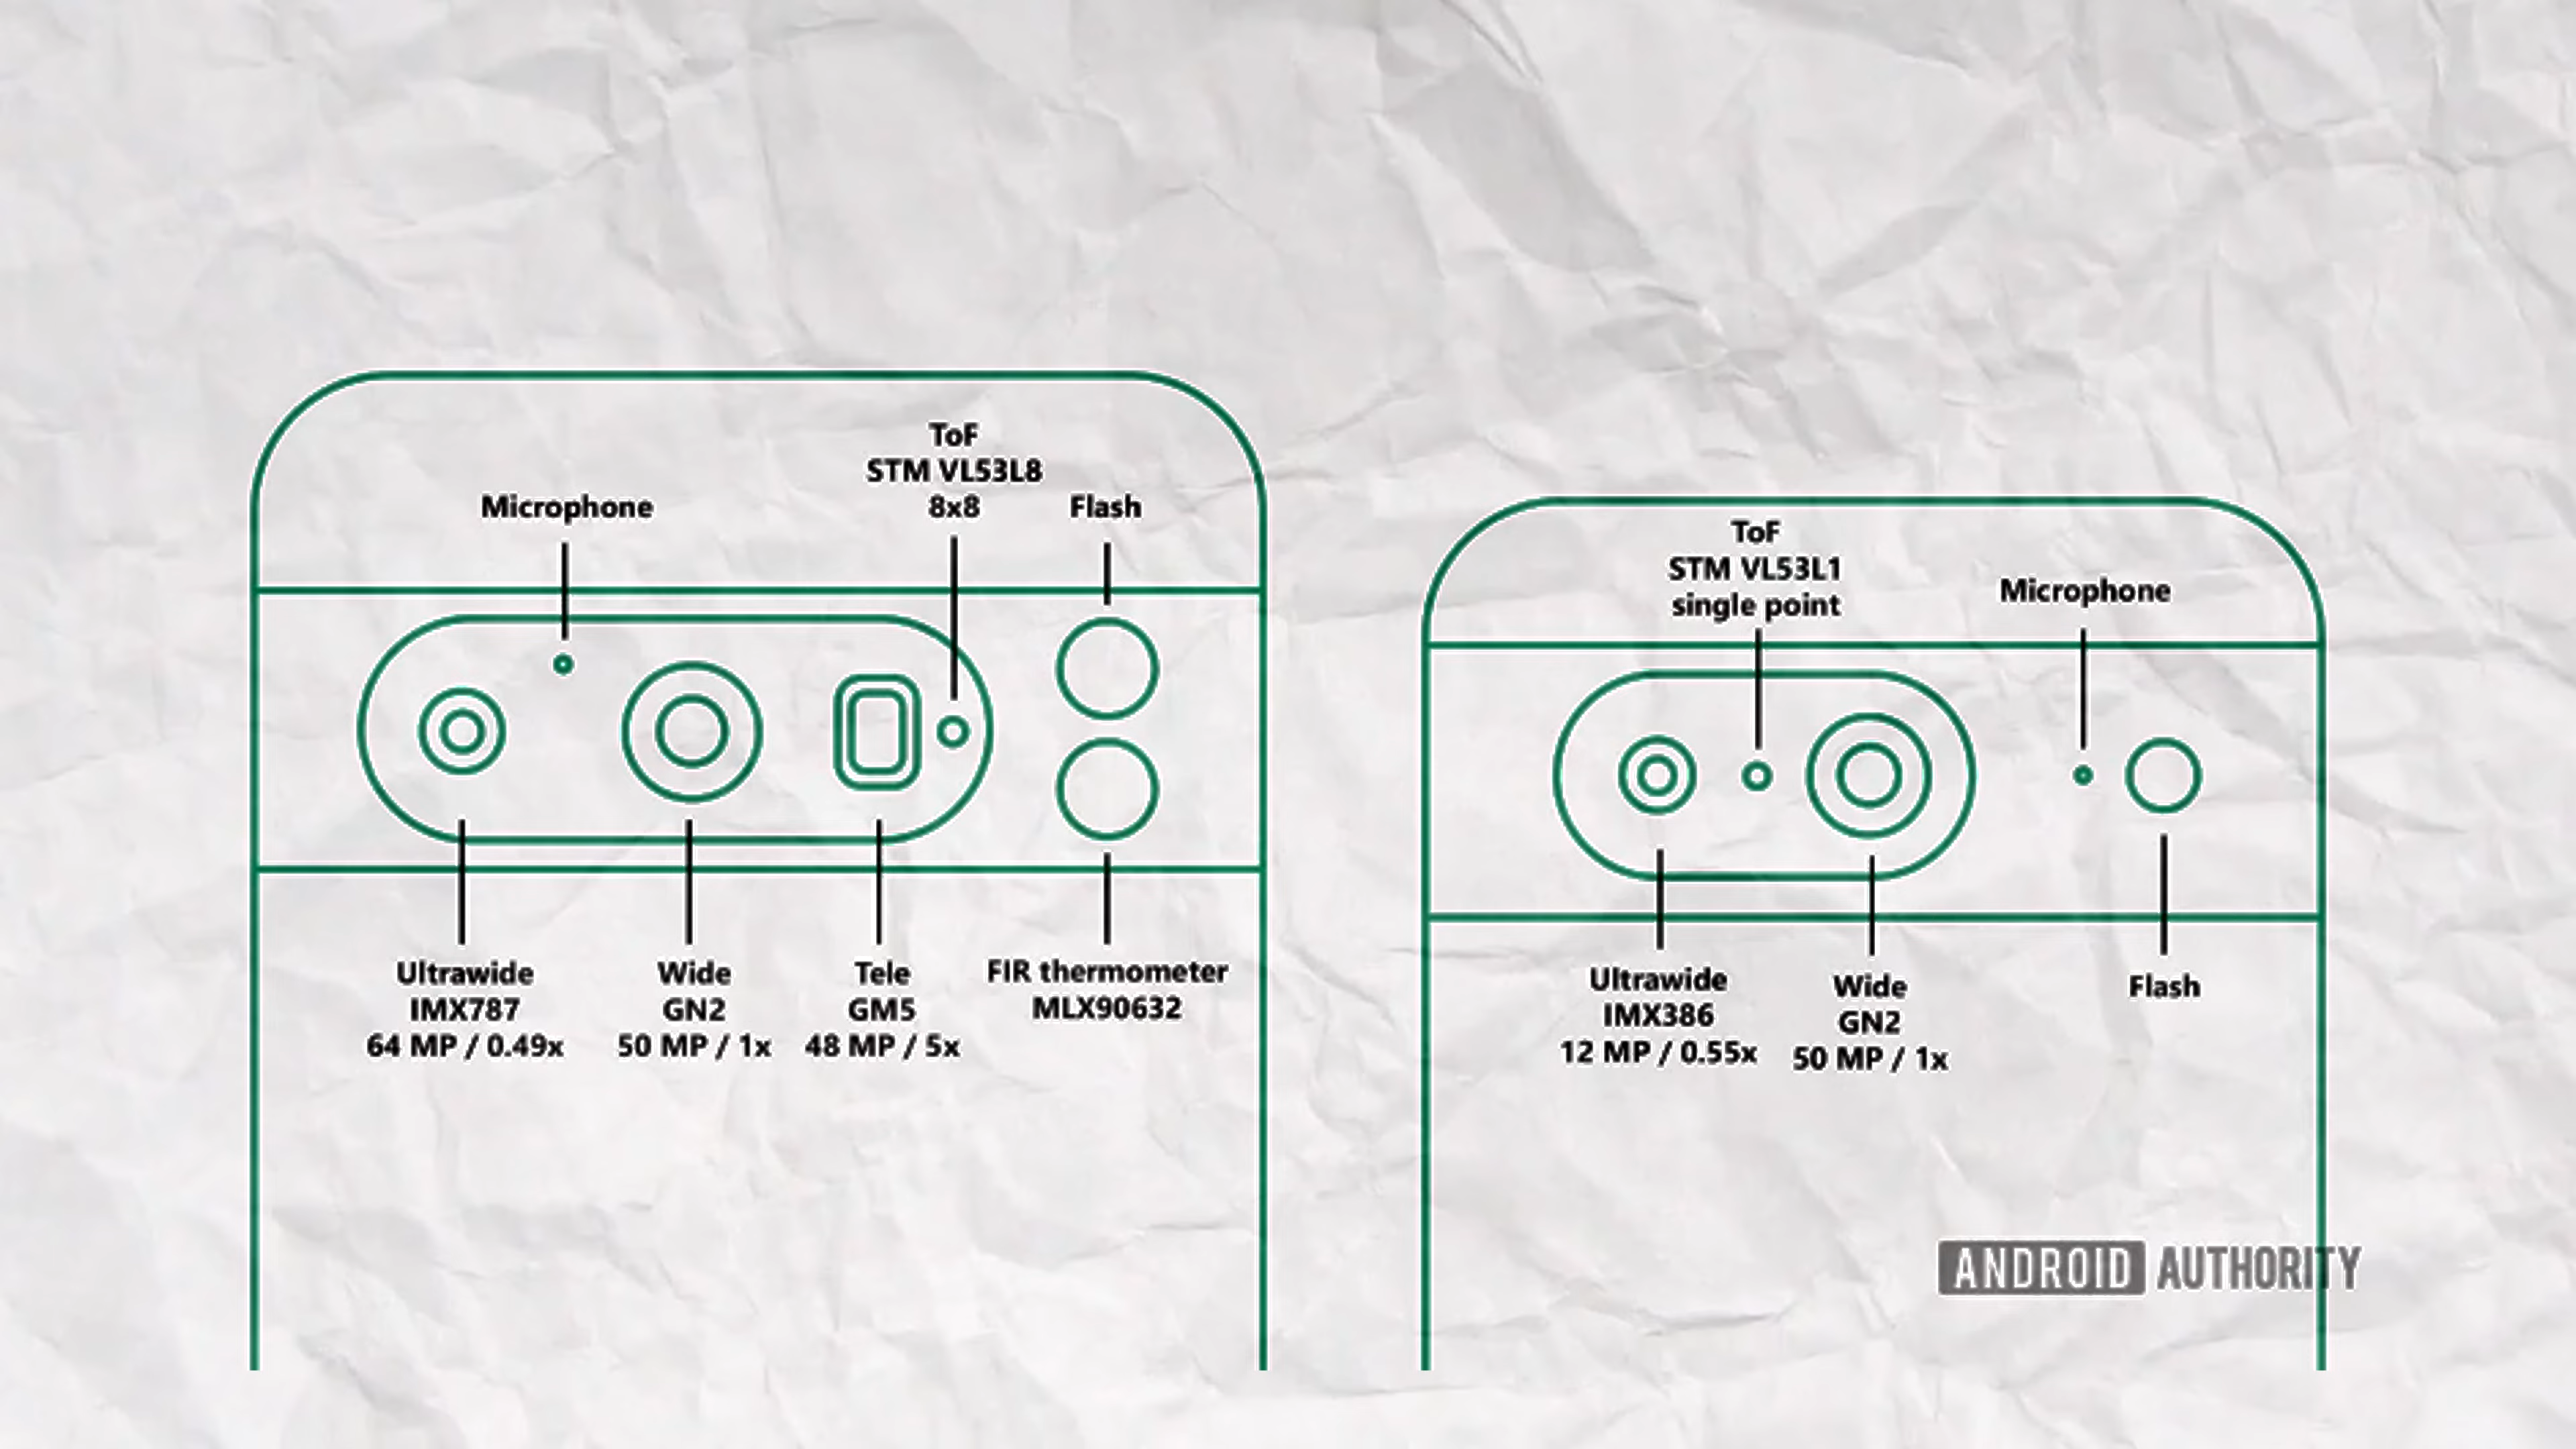 ToF
STM VL53L8
8x8
Microphone
Flash
Ultrawide
IMX787
64 MP / 0.49x
Wide
GN2
50 MP / 1x
Tele
GM5
48 MP / 5x
FIR thermometer
MLX90632
ToF
STM VL53L1
single point
Microphone
Ultrawide
IMX386
12 MP / 0.55x
Wide
GN2
50 MP / 1x
Flash
ANDROID AUTHORITY